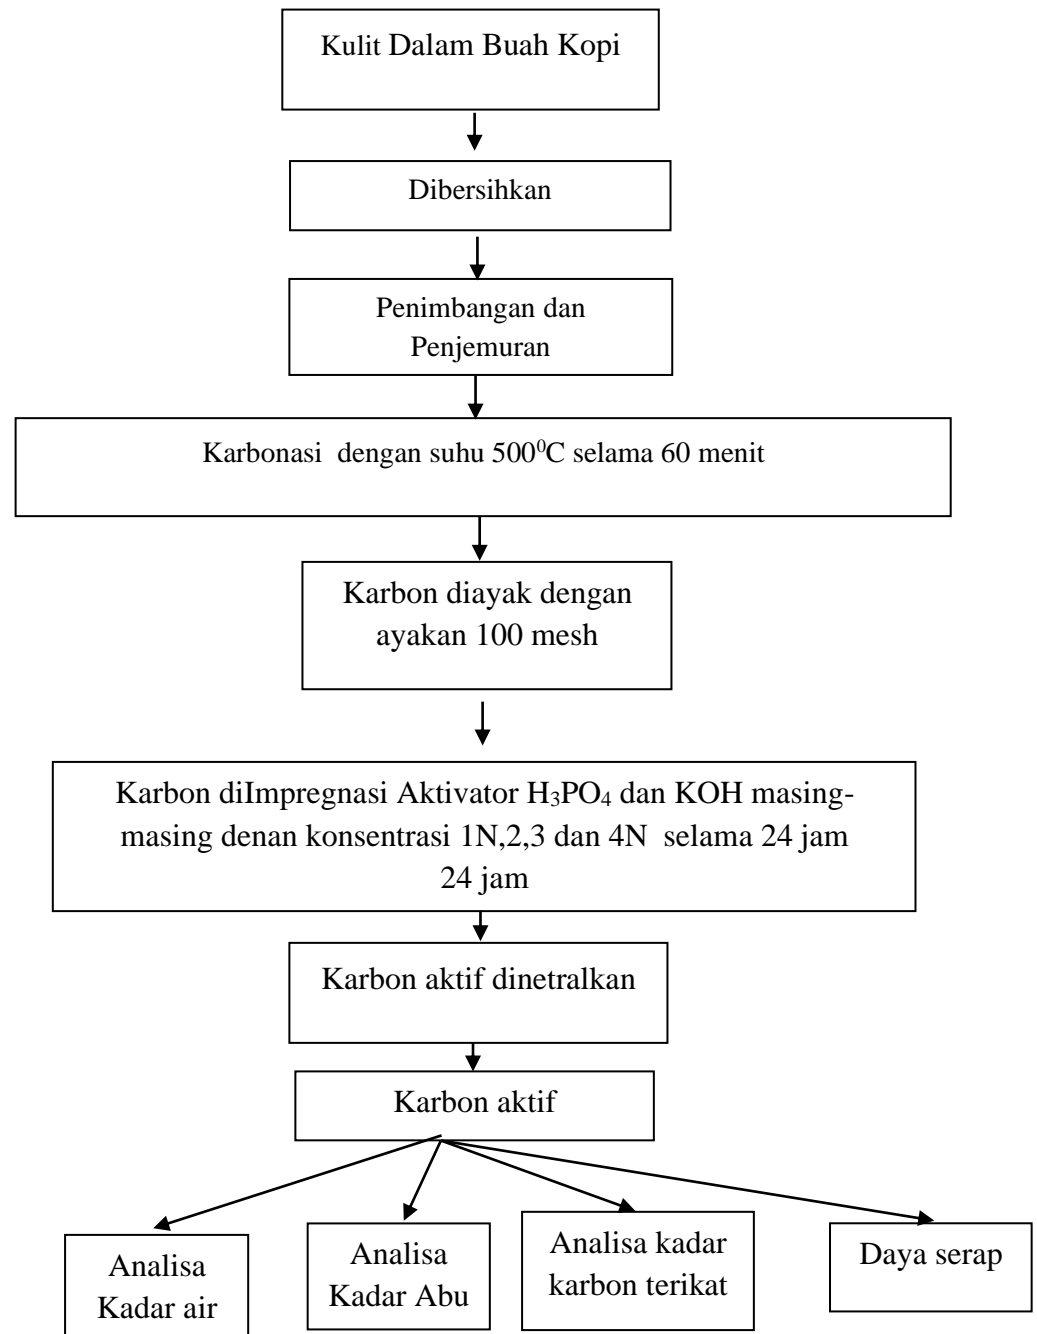 Kulit Dalam Buah Kopi
Dibersihkan
Penimbangan dan
Penjemuran
Karbonasi  dengan suhu 500⁰C selama 60 menit
Karbon diayak dengan
ayakan 100 mesh
Karbon diImpregnasi Aktivator H₃PO₄ dan KOH masing-
masing denan konsentrasi 1N,2,3 dan 4N  selama 24 jam
24 jam
Karbon aktif dinetralkan
Karbon aktif
Analisa
Kadar air
Analisa
Kadar Abu
Analisa kadar
karbon terikat
Daya serap